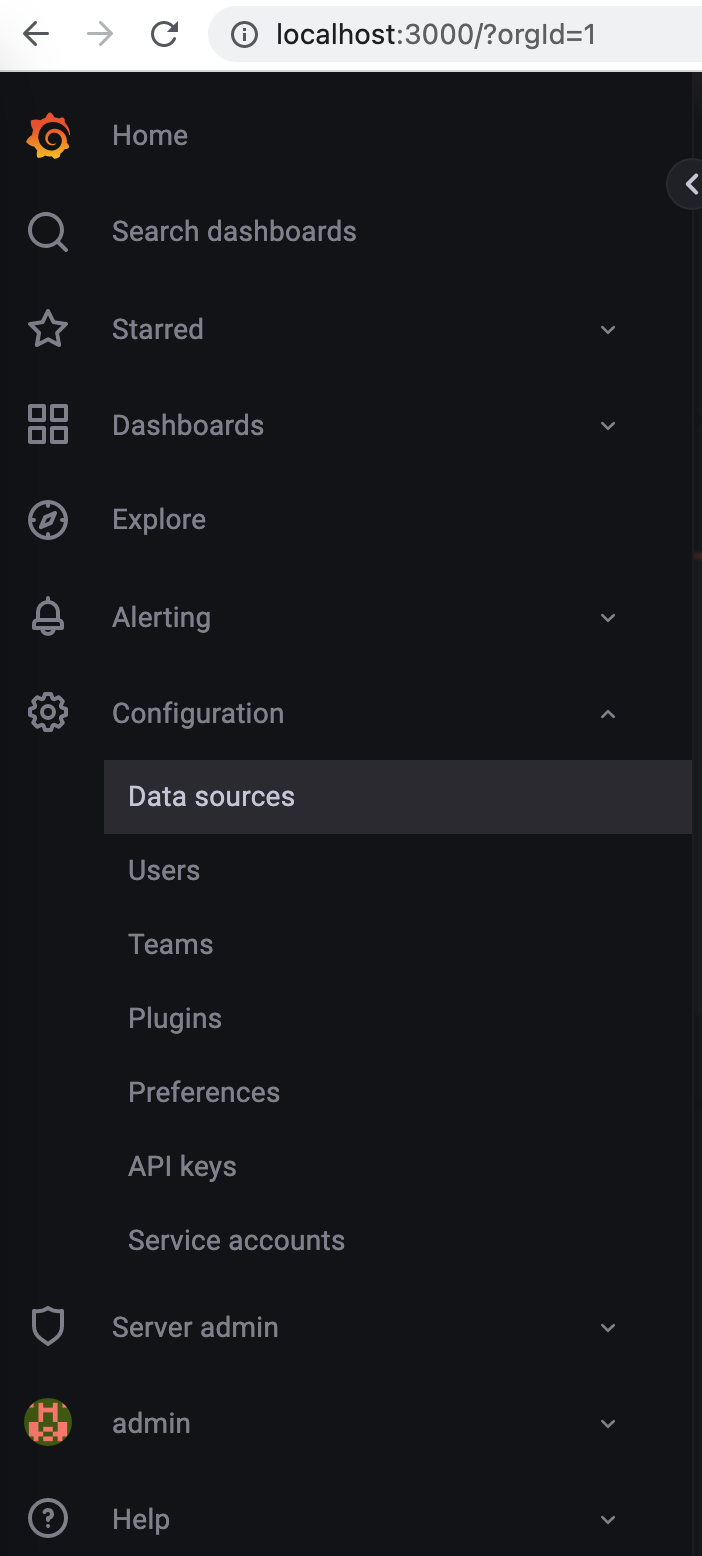 localhost:3000/?orgId=1
Home
Search dashboards
Starred
Dashboards
Explore
Alerting
Configuration
Data sources
Users
Teams
Plugins
Preferences
API keys
Service accounts
Server admin
admin
Help